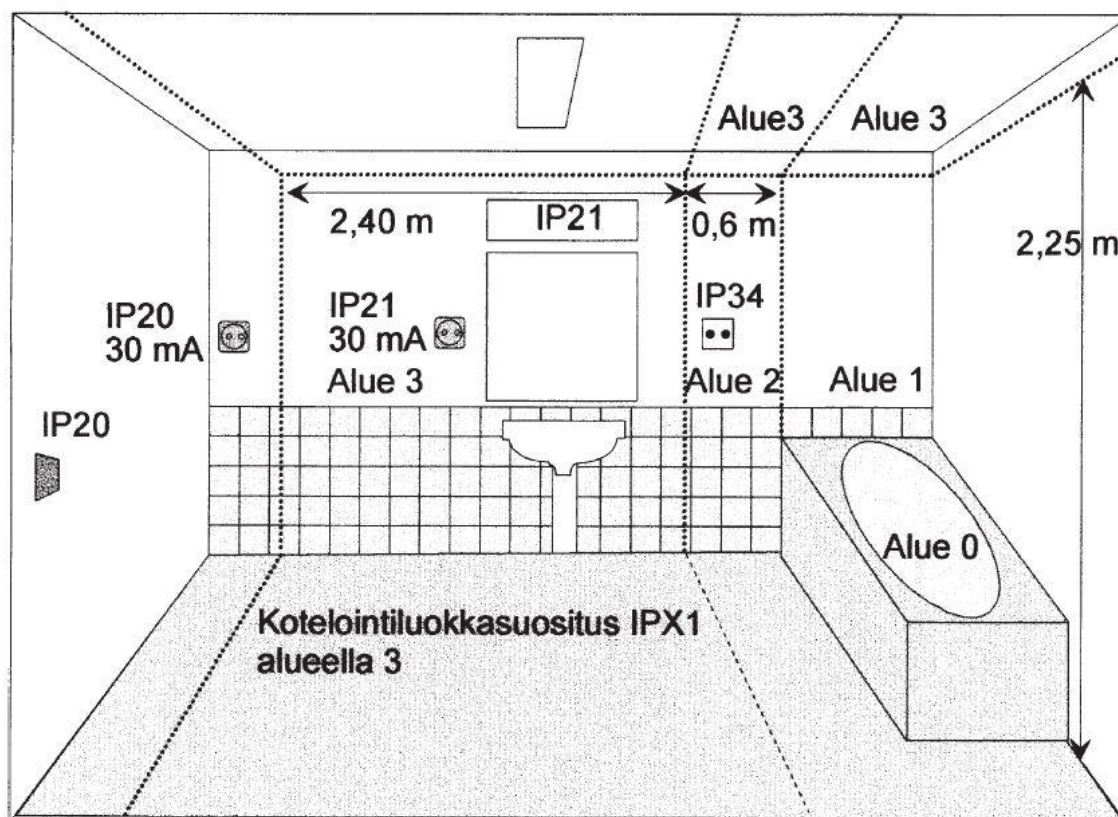 Alue3
Alue 3
2,40 m
IP21
0,6 m
2,25 m
IP20
30 mA
IP21
30 mA
IP34
Alue 3
Alue 2
Alue 1
IP20
Alue 0
Kotelointiluokkasuositus IPX1
alueella 3